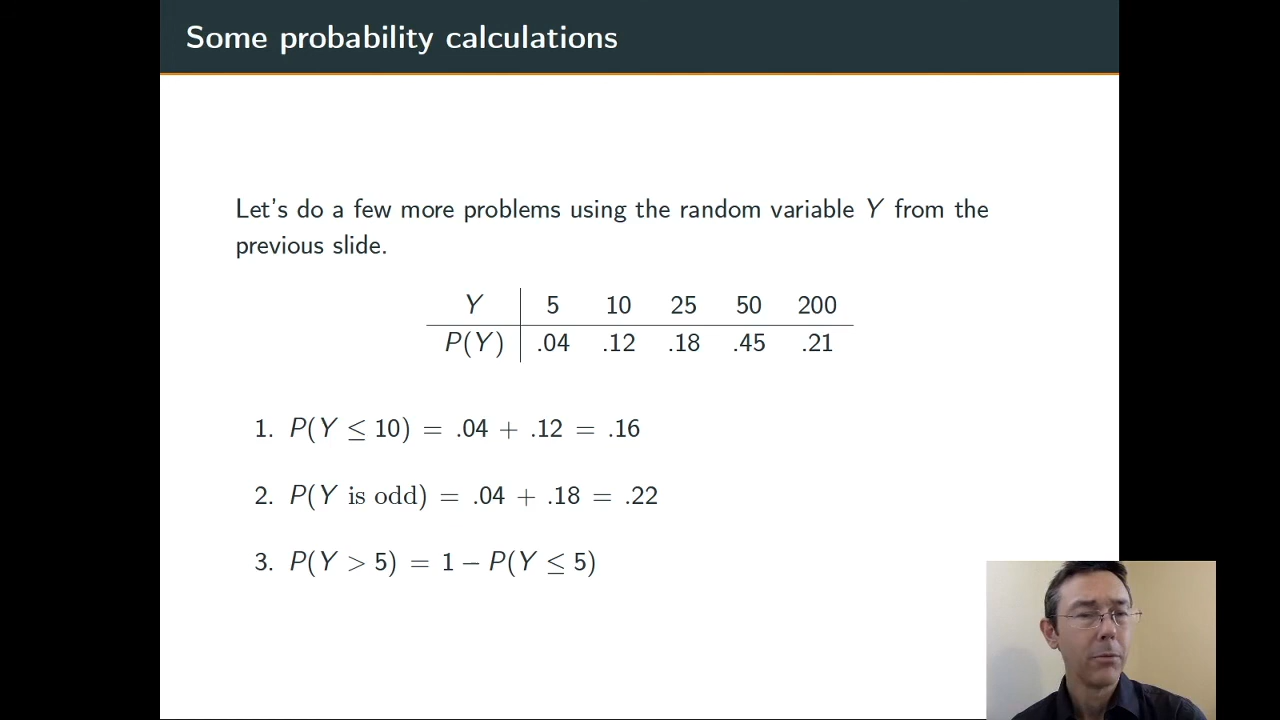 Some probability calculations
Let's do a few more problems using the random variable Y from the
previous slide.
Y 5 10 25 50 200
P(Y) .04 .12 .18 .45 .21
1. P(Y ≤ 10) = .04 + .12 = .16
2. P(Y is odd) = .04 + .18 = .22
3. P(Y > 5) = 1 − P(Y ≤ 5)